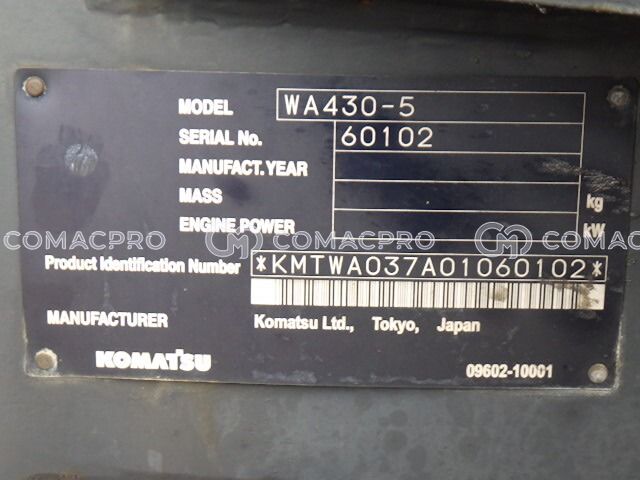 MODEL WA430-5
SERIAL No. 60102
MANUFACT. YEAR
MASS kg
ENGINE POWER kW
COMACPRO COMACPRO COMACPRO
Product Identification Number *KMTWA037A01060102*
MANUFACTURER Komatsu Ltd., Tokyo, Japan
KOMATSU 09602-10001